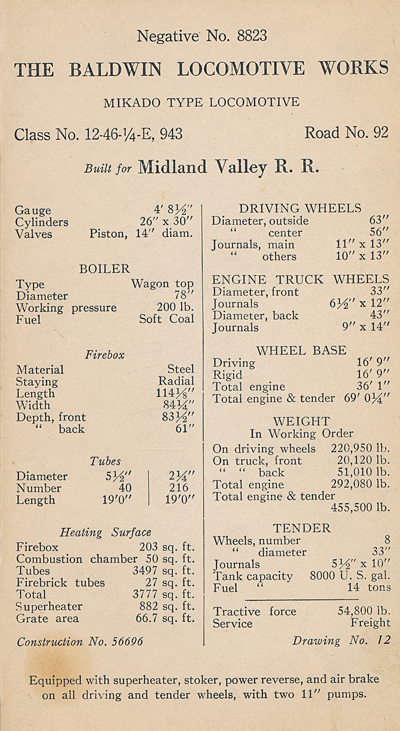 Negative No. 8823
THE BALDWIN LOCOMOTIVE WORKS
MIKADO TYPE LOCOMOTIVE
Class No. 12-46-¼-E, 943 Road No. 92
Built for Midland Valley R. R.
Gauge 4' 8½"
Cylinders 26" x 30"
Valves Piston, 14" diam.
BOILER
Type Wagon top
Diameter 78"
Working pressure 200 lb.
Fuel Soft Coal
Firebox
Material Steel
Staying Radial
Length 114⅛"
Width 84¼"
Depth, front 83½"
" back 61"
Tubes
Diameter 5½" 2¼"
Number 40 216
Length 19'0" 19'0"
Heating Surface
Firebox 203 sq. ft.
Combustion chamber 50 sq. ft.
Tubes 3497 sq. ft.
Firebrick tubes 27 sq. ft.
Total 3777 sq. ft.
Superheater 882 sq. ft.
Grate area 66.7 sq. ft.
Construction No. 56696
DRIVING WHEELS
Diameter, outside 63"
" center 56"
Journals, main 11" x 13"
" others 10" x 13"
ENGINE TRUCK WHEELS
Diameter, front 33"
Journals 6½" x 12"
Diameter, back 43"
Journals 9" x 14"
WHEEL BASE
Driving 16' 9"
Rigid 16' 9"
Total engine 36' 1"
Total engine & tender 69' 0¼"
WEIGHT
In Working Order
On driving wheels 220,950 lb.
On truck, front 20,120 lb.
" " back 51,010 lb.
Total engine 292,080 lb.
Total engine & tender
455,500 lb.
TENDER
Wheels, number 8
" diameter 33"
Journals 5½" x 10"
Tank capacity 8000 U. S. gal.
Fuel " 14 tons
Tractive force 54,800 lb.
Service Freight
Drawing No. 12
Equipped with superheater, stoker, power reverse, and air brake
on all driving and tender wheels, with two 11" pumps.